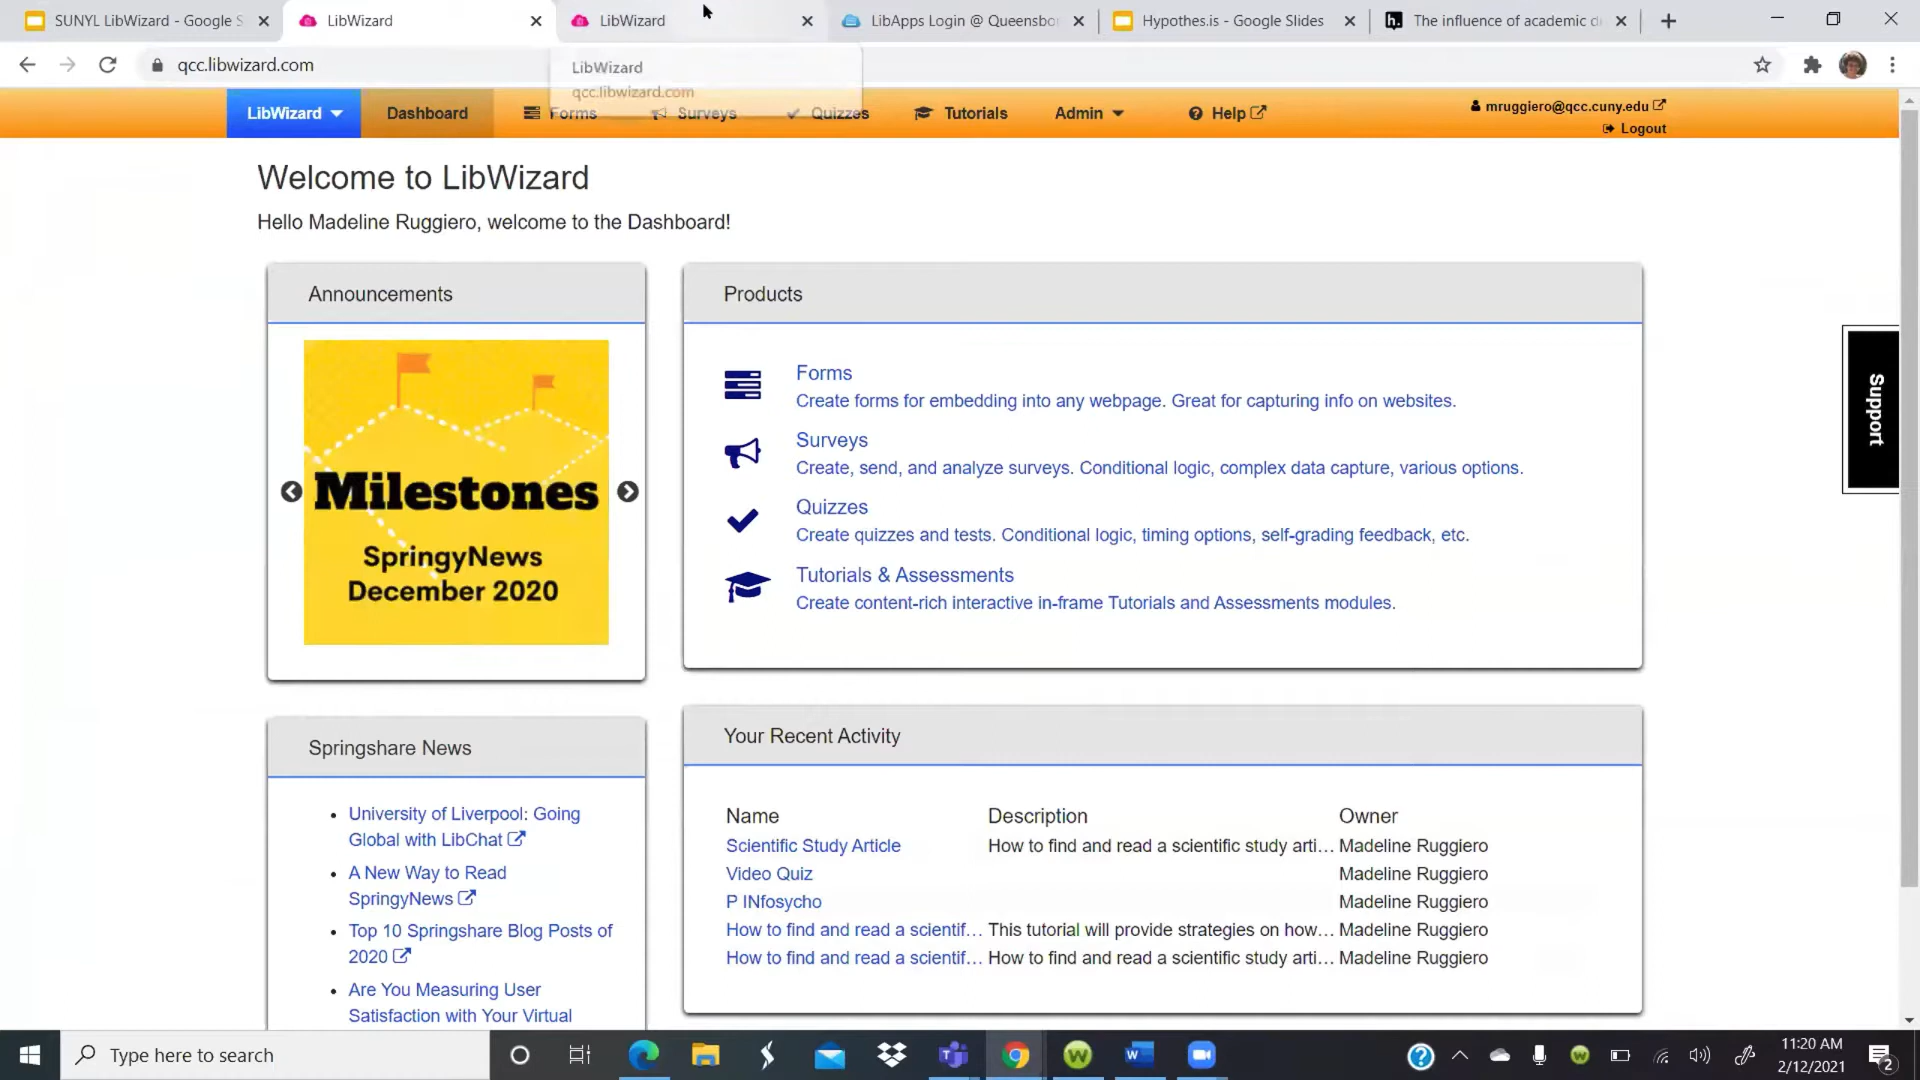 SUNYL LibWizard - Google S
LibWizard
LibWizard
LibApps Login @ Queensbo
Hypothes.is - Google Slides
The influence of academic d
qcc.libwizard.com
LibWizard
qcc.libwizard.com
LibWizard
Dashboard
Forms
Surveys
Quizzes
Tutorials
Admin
Help
mruggiero@qcc.cuny.edu
Logout
Welcome to LibWizard
Hello Madeline Ruggiero, welcome to the Dashboard!
Announcements
Milestones
SpringyNews
December 2020
Products
Forms
Create forms for embedding into any webpage. Great for capturing info on websites.
Surveys
Create, send, and analyze surveys. Conditional logic, complex data capture, various options.
Quizzes
Create quizzes and tests. Conditional logic, timing options, self-grading feedback, etc.
Tutorials & Assessments
Create content-rich interactive in-frame Tutorials and Assessments modules.
Support
Springshare News
University of Liverpool: Going
Global with LibChat
A New Way to Read
SpringyNews
Top 10 Springshare Blog Posts of
2020
Are You Measuring User
Satisfaction with Your Virtual
Your Recent Activity
Name Description Owner
Scientific Study Article How to find and read a scientific study arti... Madeline Ruggiero
Video Quiz Madeline Ruggiero
P INfosycho Madeline Ruggiero
How to find and read a scientif... This tutorial will provide strategies on how... Madeline Ruggiero
How to find and read a scientif... How to find and read a scientific study arti... Madeline Ruggiero
Type here to search
11:20 AM
2/12/2021
2